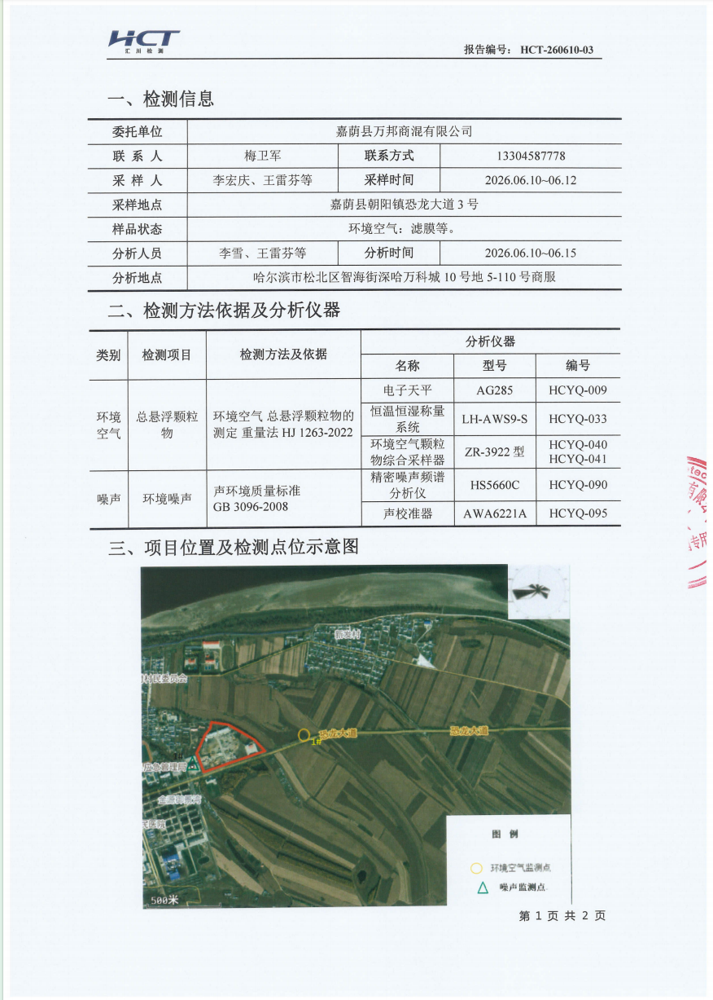 HCT
汇川检测
报告编号： HCT-260610-03
一、检测信息
委托单位 嘉荫县万邦商混有限公司
联系人 梅卫军 联系方式 13304587778
采样人 李宏庆、王雷芬等 采样时间 2026.06.10~06.12
采样地点 嘉荫县朝阳镇恐龙大道 3 号
样品状态 环境空气：滤膜等。
分析人员 李雪、王雷芬等 分析时间 2026.06.10~06.15
分析地点 哈尔滨市松北区智海街深哈万科城 10 号地 5-110 号商服
二、检测方法依据及分析仪器
类别 检测项目 检测方法及依据 分析仪器
名称 型号 编号
环境
空气
总悬浮颗粒
物
环境空气 总悬浮颗粒物的
测定 重量法 HJ 1263-2022
电子天平 AG285 HCYQ-009
恒温恒湿称量
系统
LH-AWS9-S HCYQ-033
环境空气颗粒
物综合采样器
ZR-3922 型
HCYQ-040
HCYQ-041
噪声 环境噪声
声环境质量标准
GB 3096-2008
精密噪声频谱
分析仪
HS5660C HCYQ-090
声校准器 AWA6221A HCYQ-095
三、项目位置及检测点位示意图
新发村
村民委员会
恐龙大道
恐龙大道
1#
1#
应急管理局
民医院
500米
图 例
环境空气监测点
噪声监测点
专用
第 1 页 共 2 页